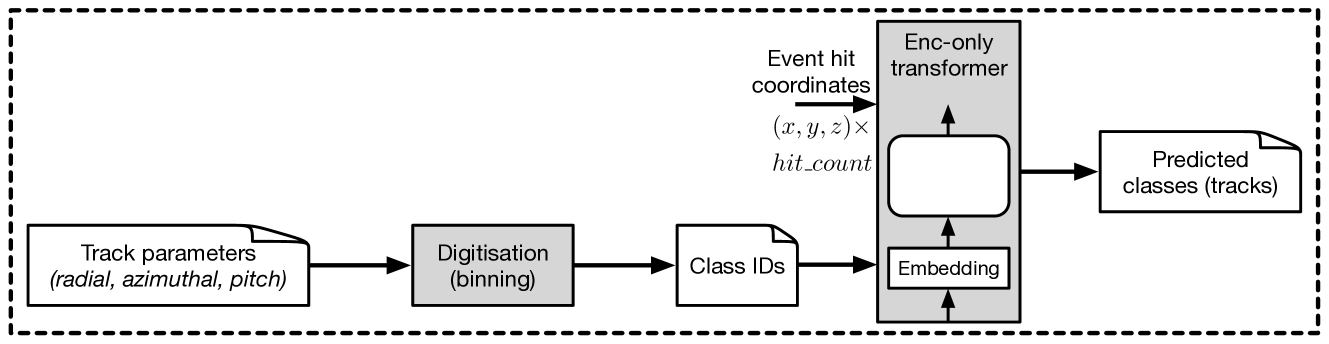 Track parameters
(radial, azimuthal, pitch)
Digitisation
(binning)
Class IDs
Event hit
coordinates
(x, y, z)×
hit_count
Enc-only
transformer
Embedding
Predicted
classes (tracks)